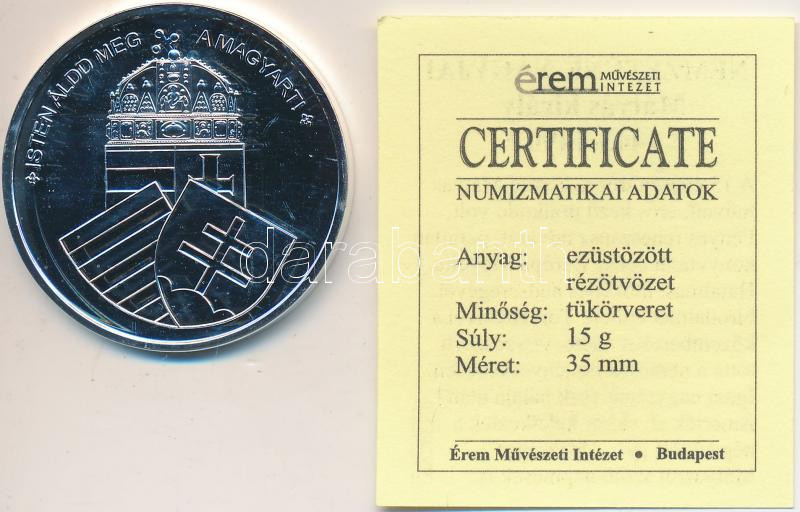 ISTEN ÁLDD MEG A MAGYART!
érem MŰVÉSZETI
INTÉZET
CERTIFICATE
NUMIZMATIKAI ADATOK
Anyag: ezüstözött
rézötvözet
Minőség: tükörveret
Súly: 15 g
Méret: 35 mm
Érem Művészeti Intézet • Budapest
darabanth